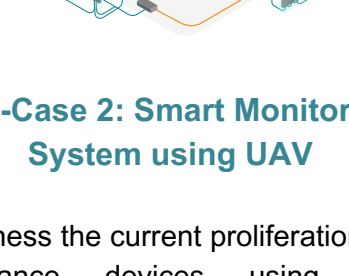 -Case 2: Smart Monitor
System using UAV
ness the current proliferation
ance devices using